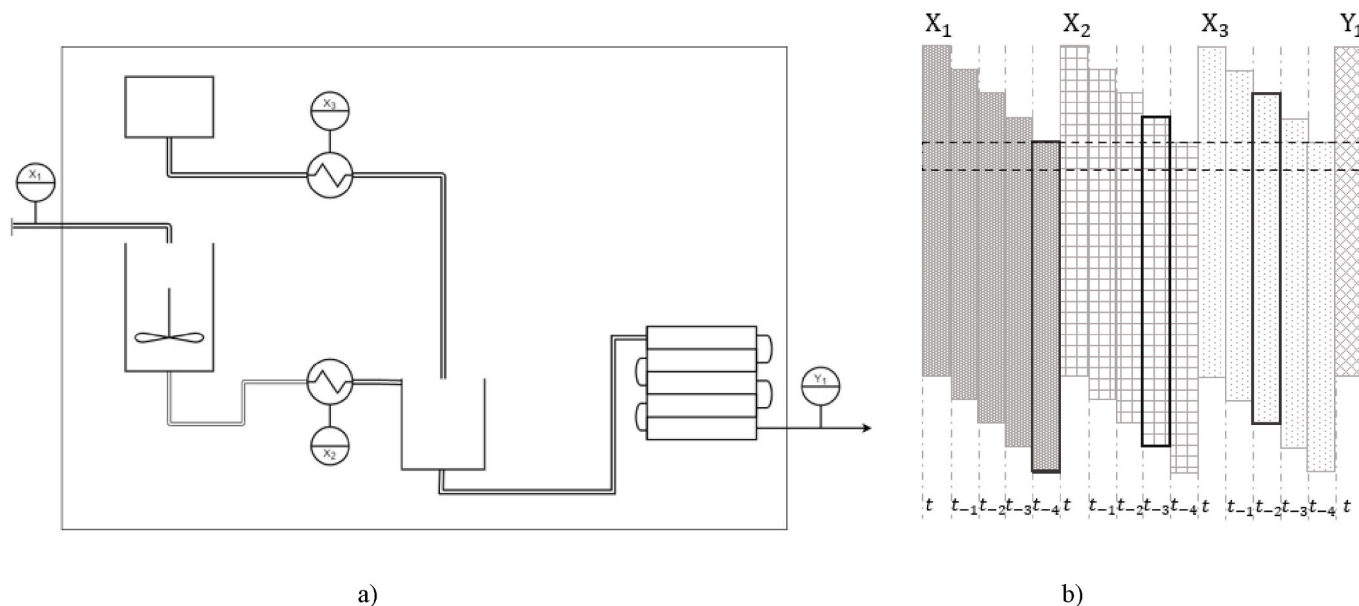 X₃
X₁
X₂
Y₁
X₁ X₂ X₃ Y₁
t t₋₁ t₋₂ t₋₃ t₋₄ t t₋₁ t₋₂ t₋₃ t₋₄ t t₋₁ t₋₂ t₋₃ t₋₄ t
a) b)